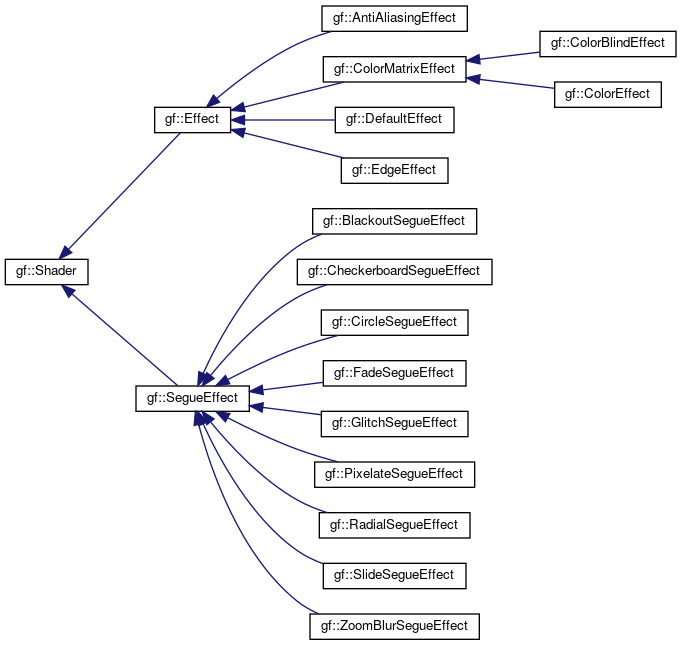 gf::AntiAliasingEffect
gf::ColorBlindEffect
gf::ColorMatrixEffect
gf::ColorEffect
gf::Effect
gf::DefaultEffect
gf::EdgeEffect
gf::BlackoutSegueEffect
gf::Shader
gf::CheckerboardSegueEffect
gf::CircleSegueEffect
gf::FadeSegueEffect
gf::SegueEffect
gf::GlitchSegueEffect
gf::PixelateSegueEffect
gf::RadialSegueEffect
gf::SlideSegueEffect
gf::ZoomBlurSegueEffect